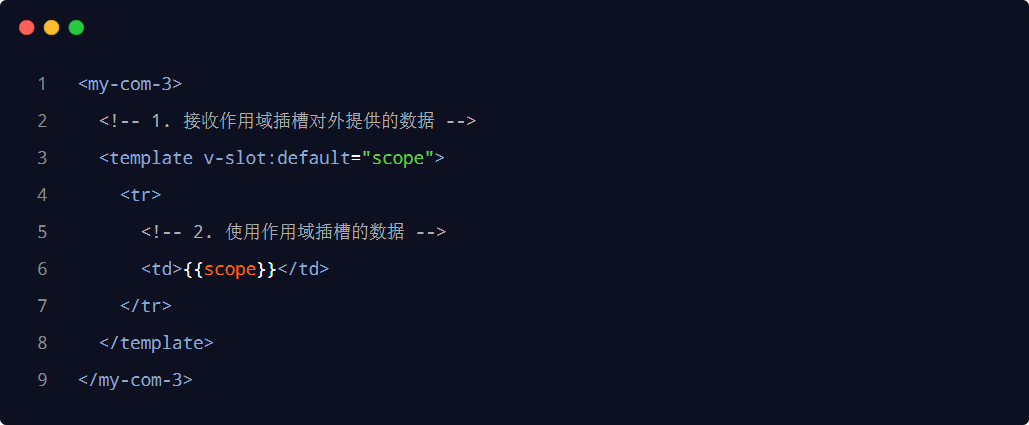 1 <my-com-3>
2   <!-- 1. 接收作用域插槽对外提供的数据 -->
3   <template v-slot:default="scope">
4     <tr>
5       <!-- 2. 使用作用域插槽的数据 -->
6       <td>{{scope}}</td>
7     </tr>
8   </template>
9 </my-com-3>